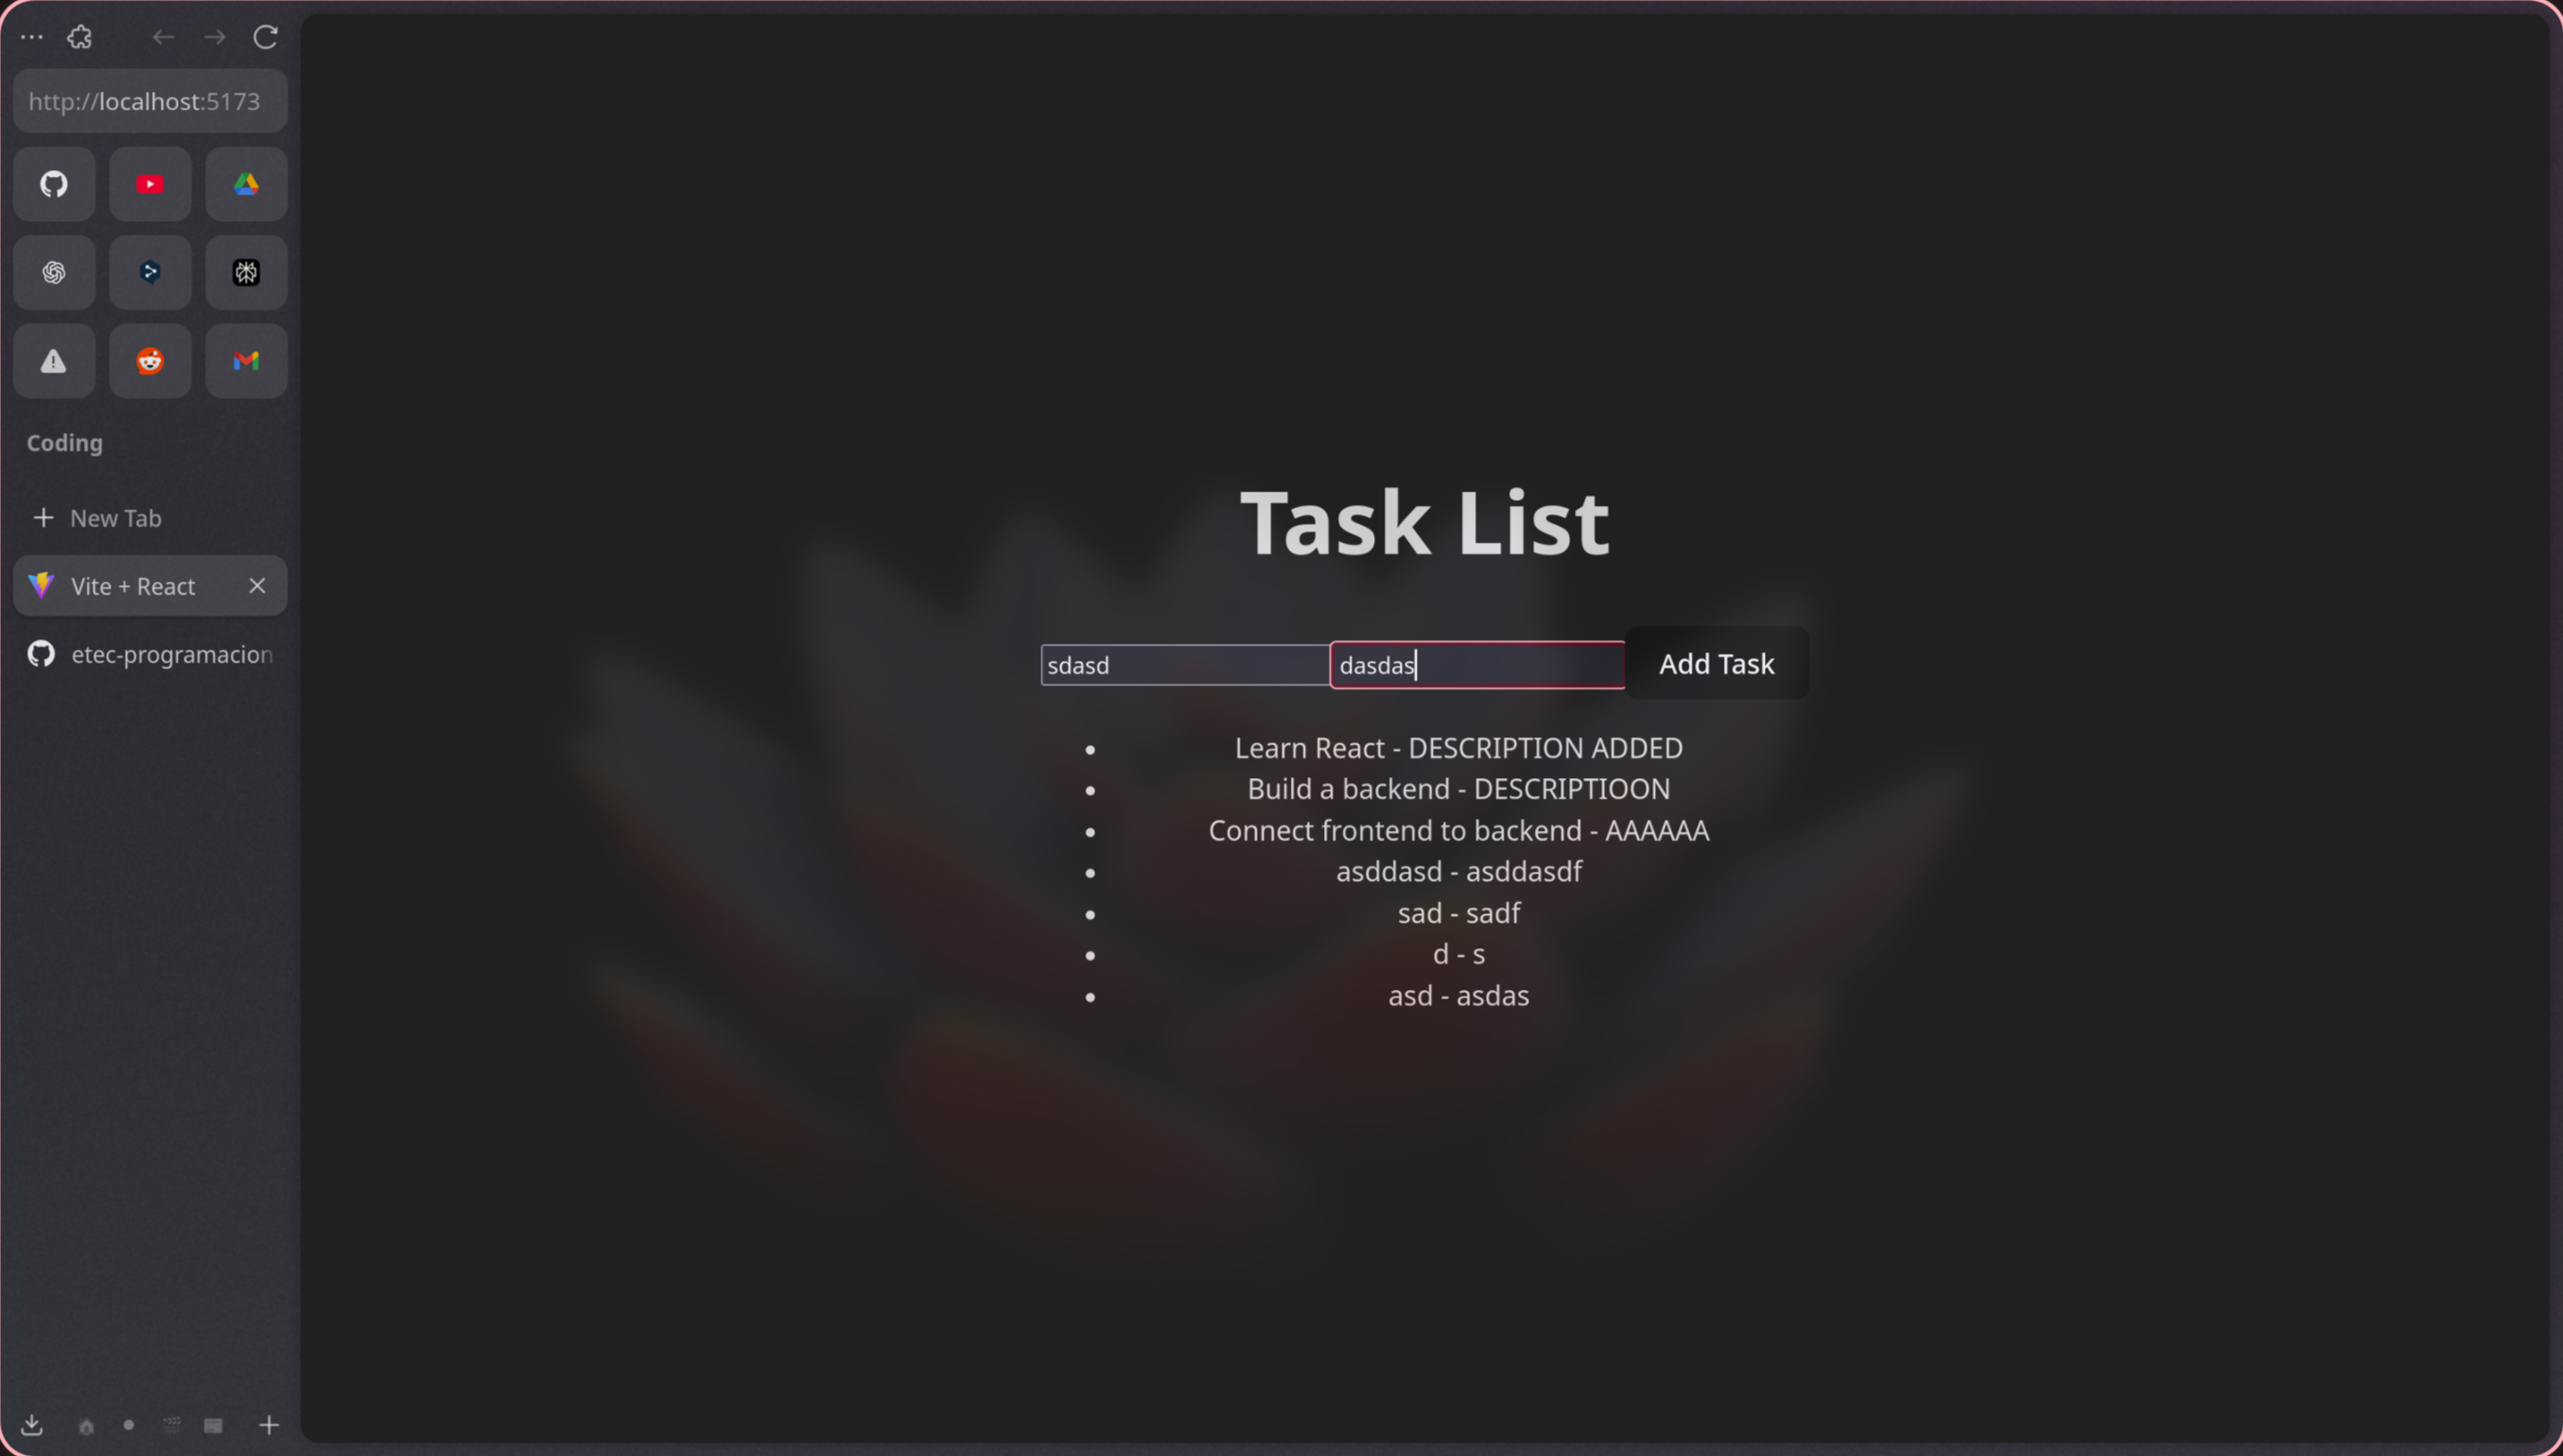 http://localhost:5173
Coding
New Tab
Vite + React
etec-programacion
Task List
sdasd
dasdas
Add Task
Learn React - DESCRIPTION ADDED
Build a backend - DESCRIPTIOON
Connect frontend to backend - AAAAAA
asddasd - asddasdf
sad - sadf
d - s
asd - asdas